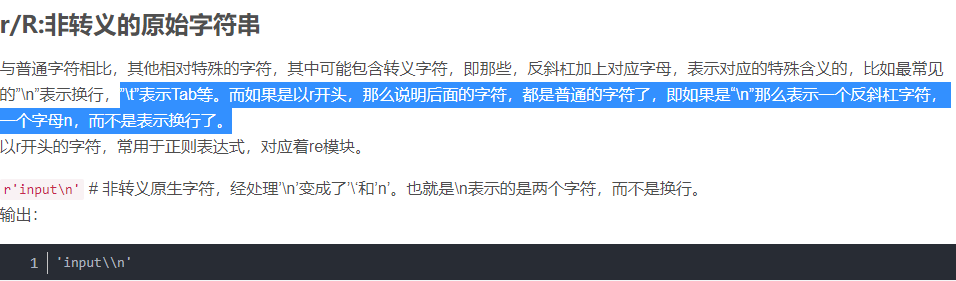 r/R:非转义的原始字符串
与普通字符相比，其他相对特殊的字符，其中可能包含转义字符，即那些，反斜杠加上对应字母，表示对应的特殊含义的，比如最常见
的”\n”表示换行，”\t”表示Tab等。而如果是以r开头，那么说明后面的字符，都是普通的字符了，即如果是“\n”那么表示一个反斜杠字符，
一个字母n，而不是表示换行了。
以r开头的字符，常用于正则表达式，对应着re模块。
r'input\n' # 非转义原生字符，经处理’\n’变成了’\‘和’n’。也就是\n表示的是两个字符，而不是换行。
输出：
1 'input\\n'